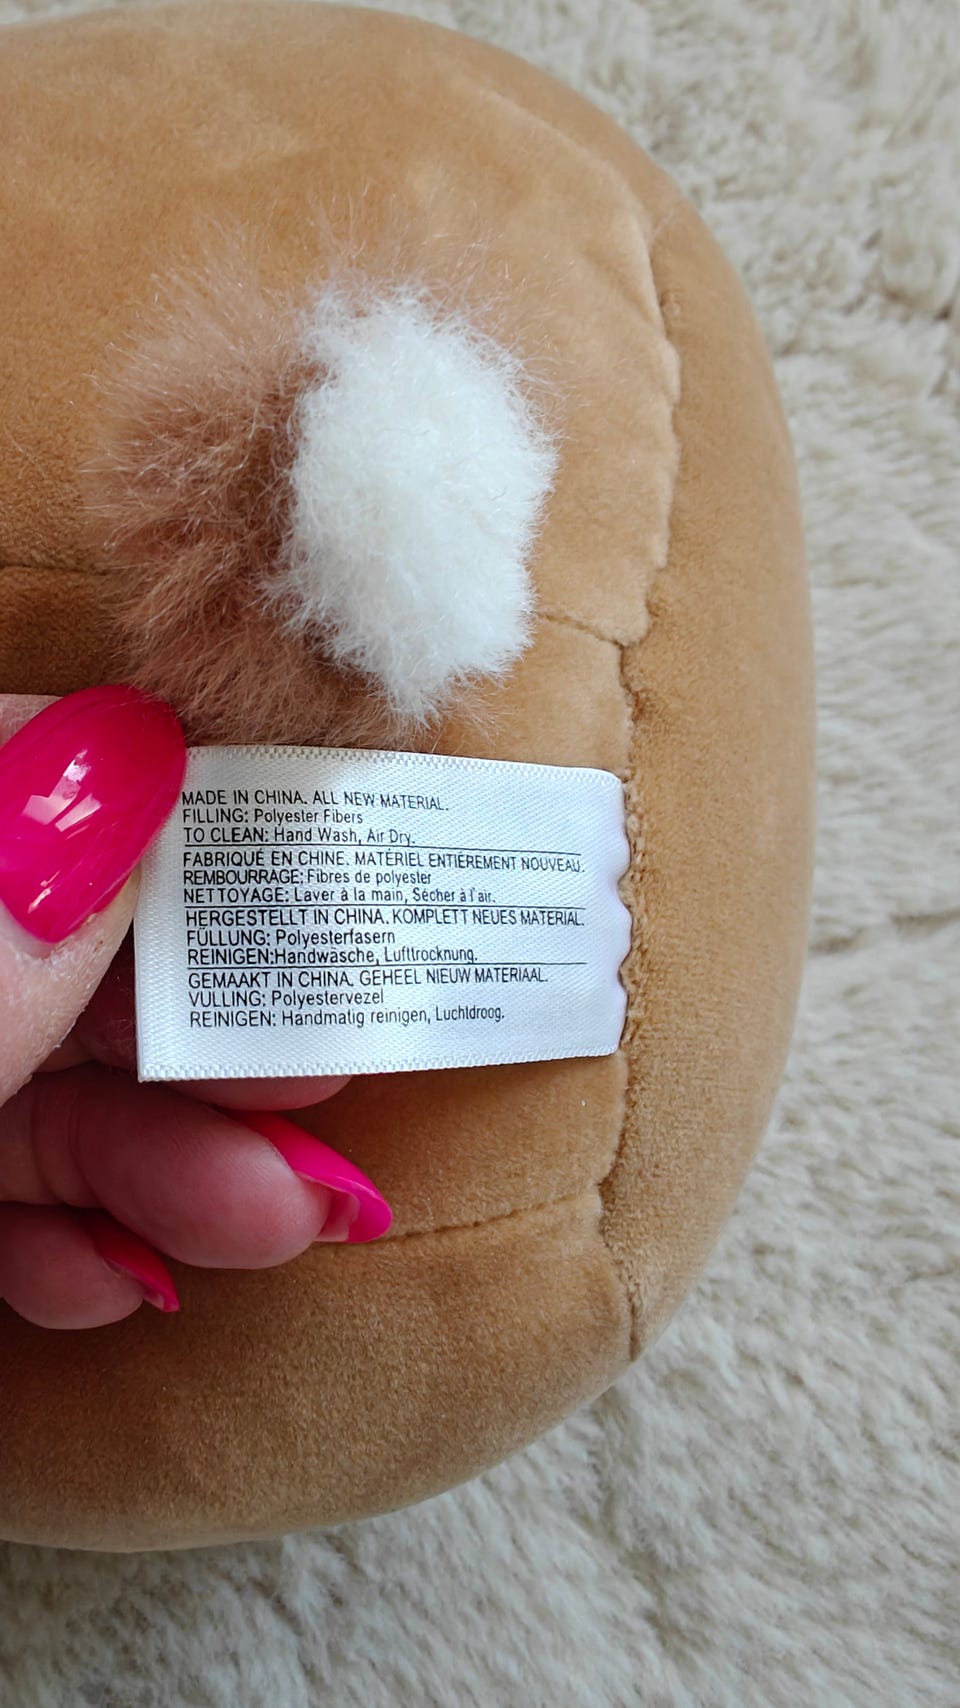 MADE IN CHINA. ALL NEW MATERIAL.
FILLING: Polyester Fibers
TO CLEAN: Hand Wash, Air Dry.
FABRIQUÉ EN CHINE. MATÉRIEL ENTIÈREMENT NOUVEAU.
REMBOURRAGE: Fibres de polyester
NETTOYAGE: Laver à la main, Sécher à l'air.
HERGESTELLT IN CHINA. KOMPLETT NEUES MATERIAL.
FÜLLUNG: Polyesterfasern
REINIGEN:Handwäsche, Lufttrocknung.
GEMAAKT IN CHINA. GEHEEL NIEUW MATERIAAL.
VULLING: Polyestervezel
REINIGEN: Handmatig reinigen, Luchtdroog.